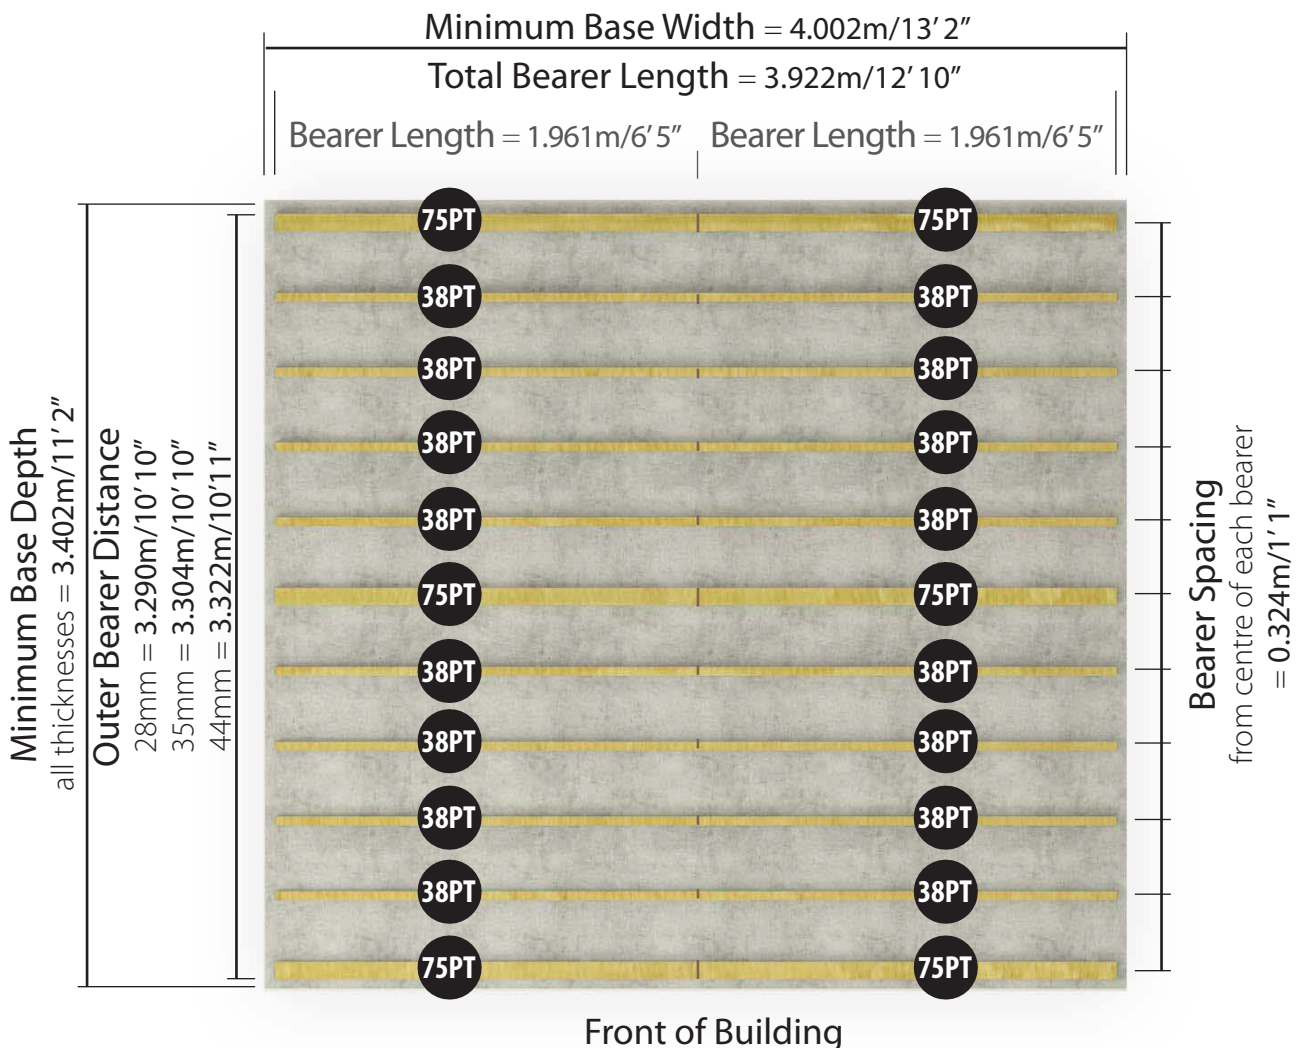 Minimum Base Width = 4.002m/13’ 2”
Total Bearer Length = 3.922m/12’ 10”
Bearer Length = 1.961m/6’ 5”
Bearer Length = 1.961m/6’ 5”
75PT
75PT
38PT
38PT
38PT
38PT
38PT
38PT
38PT
38PT
75PT
75PT
38PT
38PT
38PT
38PT
38PT
38PT
38PT
38PT
75PT
75PT
Minimum Base Depth
all thicknesses = 3.402m/11’ 2”
Outer Bearer Distance
28mm = 3.290m/10’ 10”
35mm = 3.304m/10’ 10”
44mm = 3.322m/10’11”
Bearer Spacing
from centre of each bearer
= 0.324m/1’ 1”
Front of Building